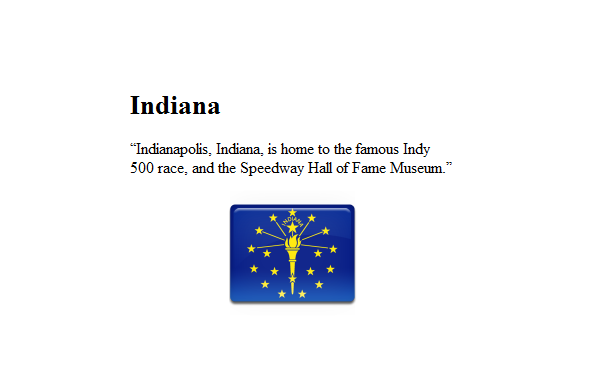 Indiana
“Indianapolis, Indiana, is home to the famous Indy
500 race, and the Speedway Hall of Fame Museum.”
INDIANA